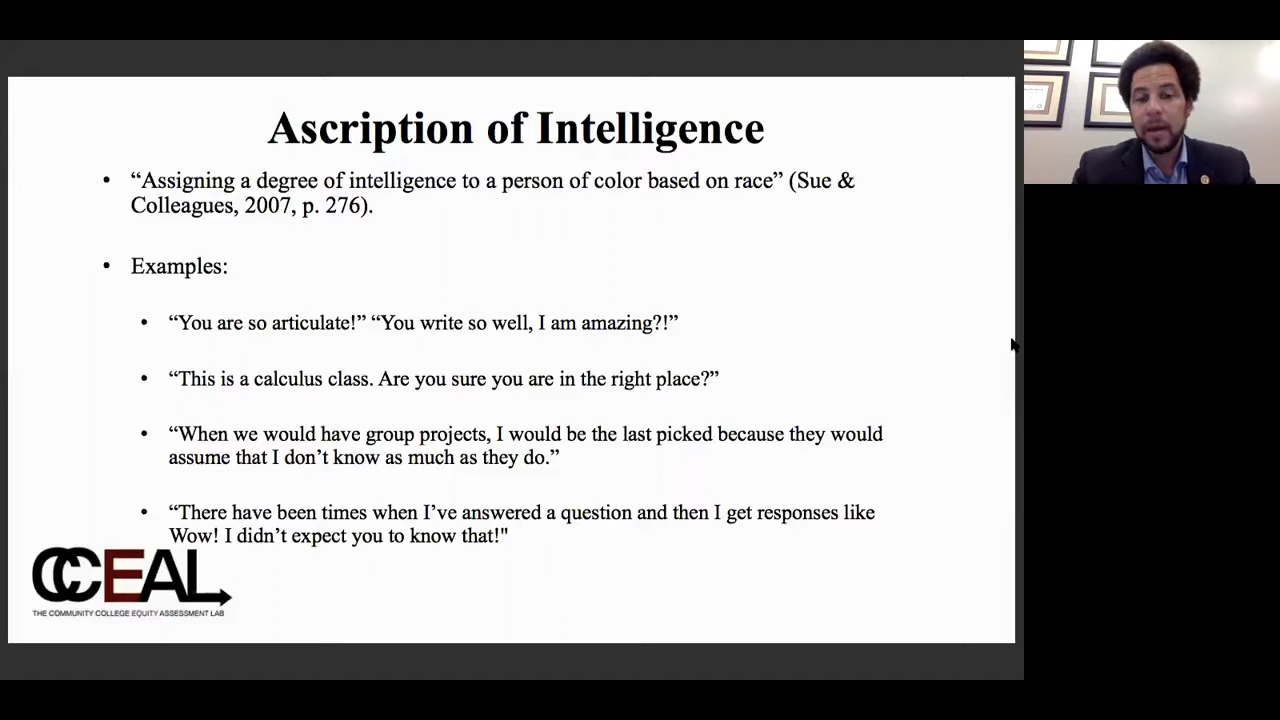 Ascription of Intelligence
• “Assigning a degree of intelligence to a person of color based on race” (Sue &
Colleagues, 2007, p. 276).
• Examples:
• “You are so articulate!” “You write so well, I am amazing?!”
• “This is a calculus class. Are you sure you are in the right place?”
• “When we would have group projects, I would be the last picked because they would
assume that I don’t know as much as they do.”
• “There have been times when I’ve answered a question and then I get responses like
Wow! I didn’t expect you to know that!"
CCEAL
THE COMMUNITY COLLEGE EQUITY ASSESSMENT LAB